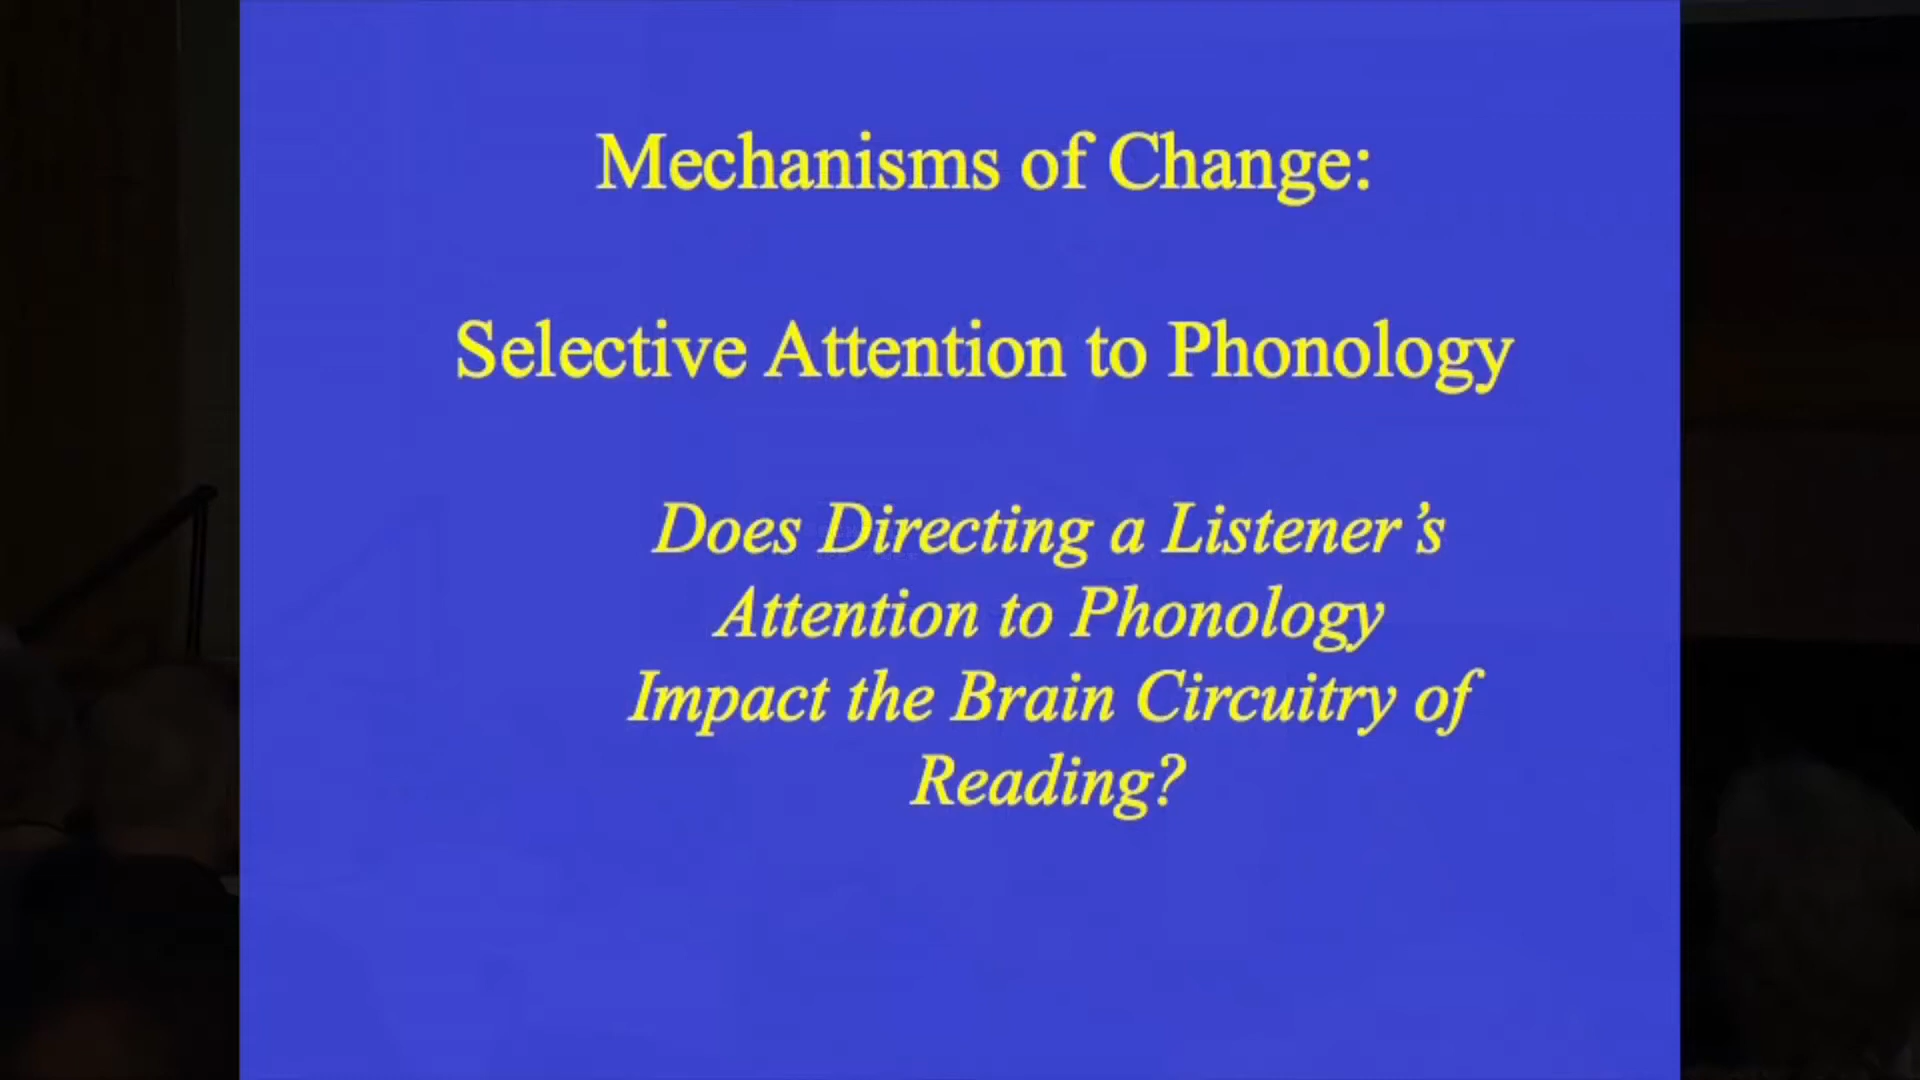 Mechanisms of Change:
Selective Attention to Phonology
Does Directing a Listener's
Attention to Phonology
Impact the Brain Circuitry of
Reading?